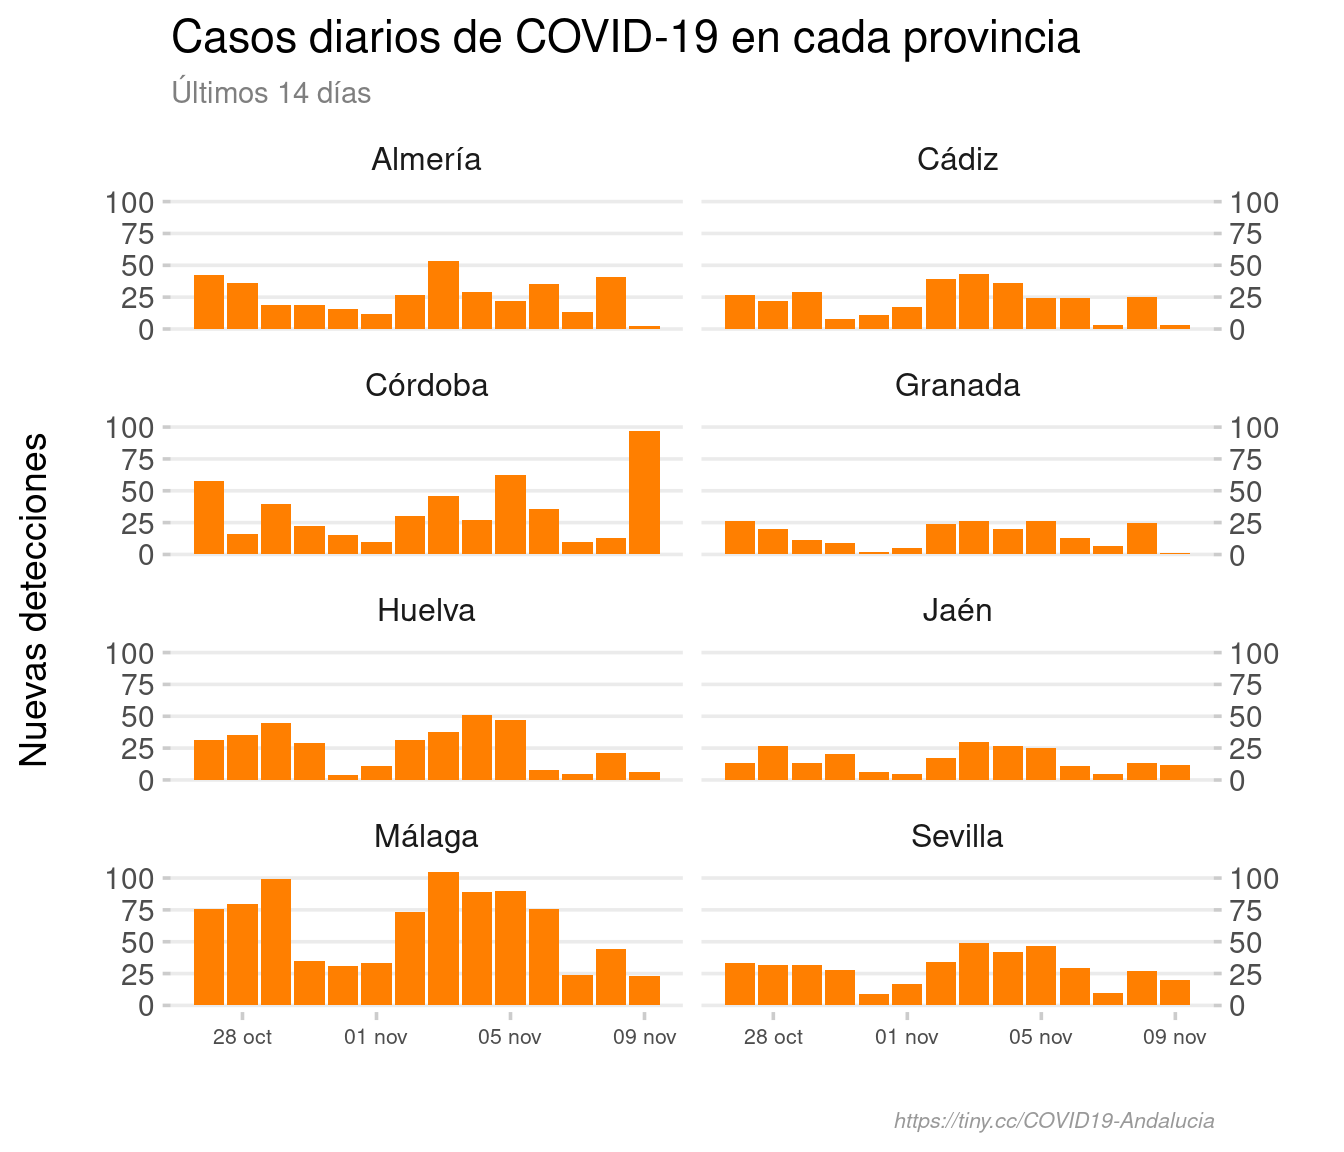 Casos diarios de COVID-19 en cada provincia
Últimos 14 días
Nuevas detecciones
Almería
Cádiz
100
75
50
25
0
100
75
50
25
0
Córdoba
Granada
100
75
50
25
0
100
75
50
25
0
Huelva
Jaén
100
75
50
25
0
100
75
50
25
0
Málaga
Sevilla
100
75
50
25
0
100
75
50
25
0
28 oct 01 nov 05 nov 09 nov
28 oct 01 nov 05 nov 09 nov
https://tiny.cc/COVID19-Andalucia